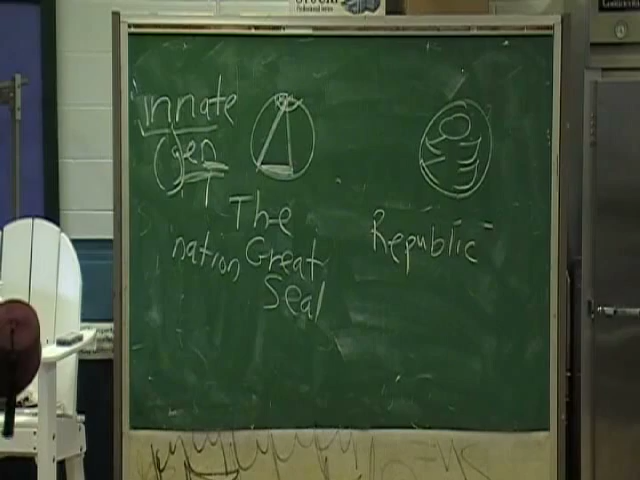 innate
(gen
The
nation Great
Seal
Republic